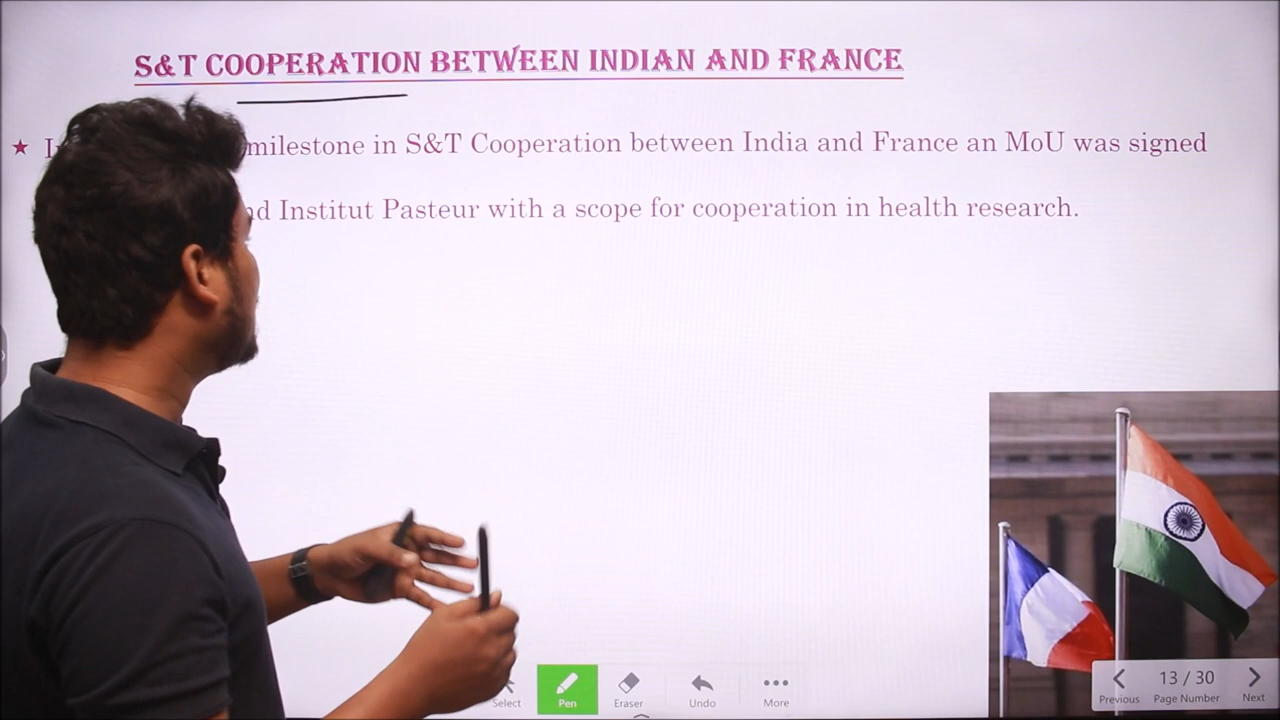 S&T COOPERATION BETWEEN INDIAN AND FRANCE
milestone in S&T Cooperation between India and France an MoU was signed
Institut Pasteur with a scope for cooperation in health research.
Select Pen Eraser Undo More
13 / 30
Previous Page Number Next